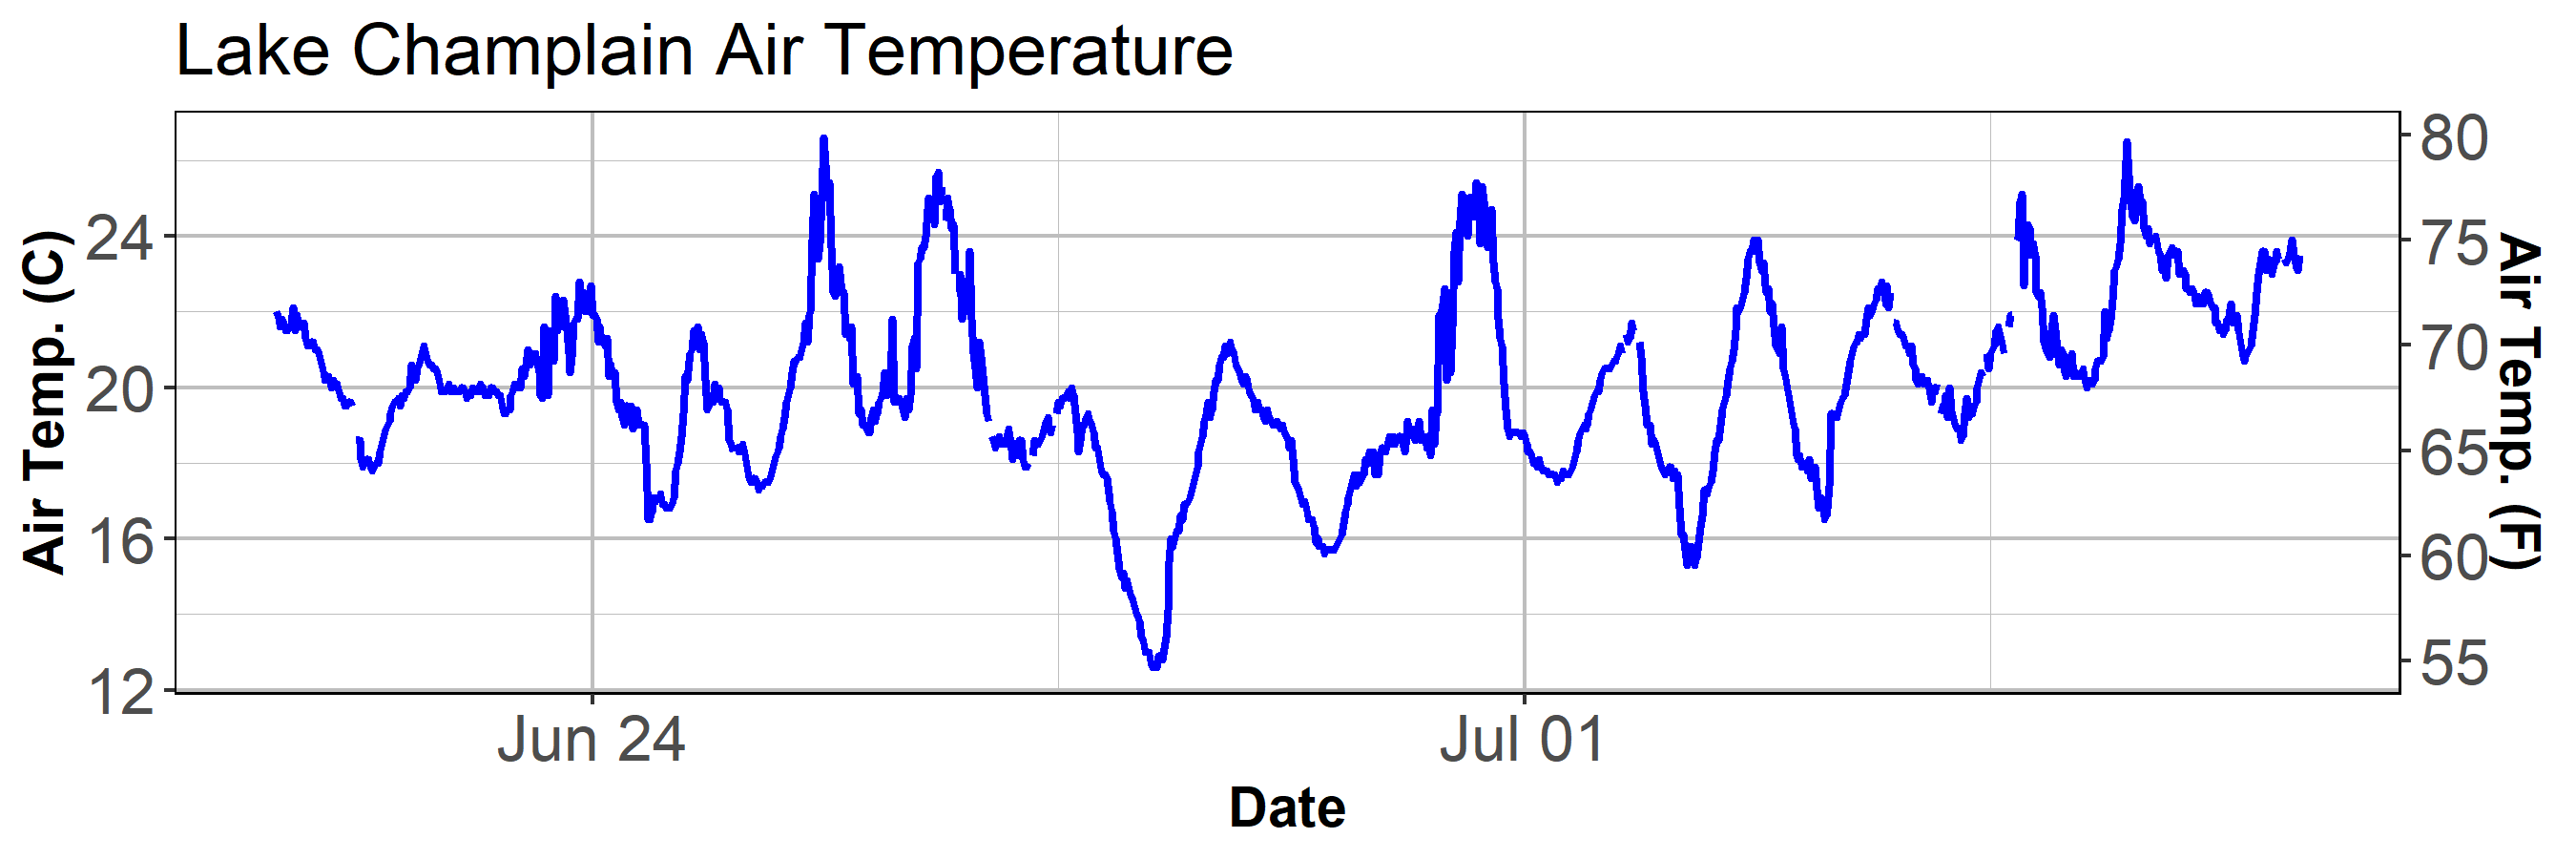 Lake Champlain Air Temperature
Air Temp. (C)
24
20
16
12
80
75
70
65
60
55
Air Temp. (F)
Jun 24
Jul 01
Date